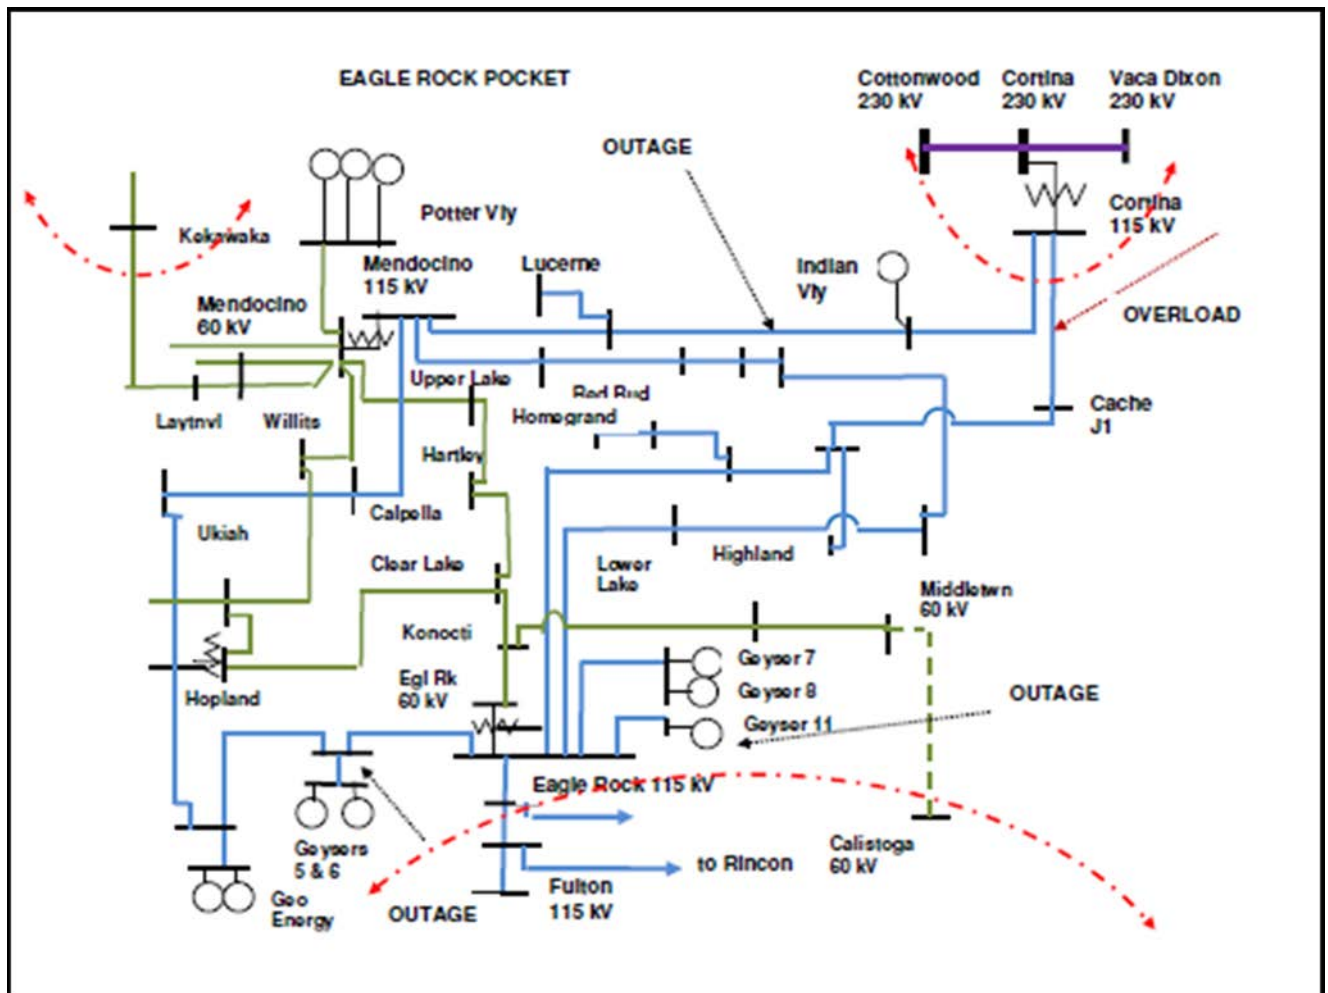 EAGLE ROCK POCKET
Cottonwood
230 kV
Cortina
230 kV
Vaca Dixon
230 kV
OUTAGE
Potter Vly
Cortina
115 kV
Kekawaka
Mendocino
115 kV
Lucerne
Indian
Vly
Mendocino
60 kV
OVERLOAD
Upper Lake
Red Bud
Homegrand
Cache
J1
Laytnvl
Willits
Hartley
Calpella
Ukiah
Clear Lake
Lower
Lake
Highland
Middletwn
60 kV
Konocti
Egl Rk
60 kV
Geyser 7
Geyser 8
Hopland
OUTAGE
Geyser 11
Eagle Rock 115 kV
Geysers
5 & 6
Calistoga
60 kV
to Rincon
Geo
Energy
OUTAGE
Fulton
115 kV